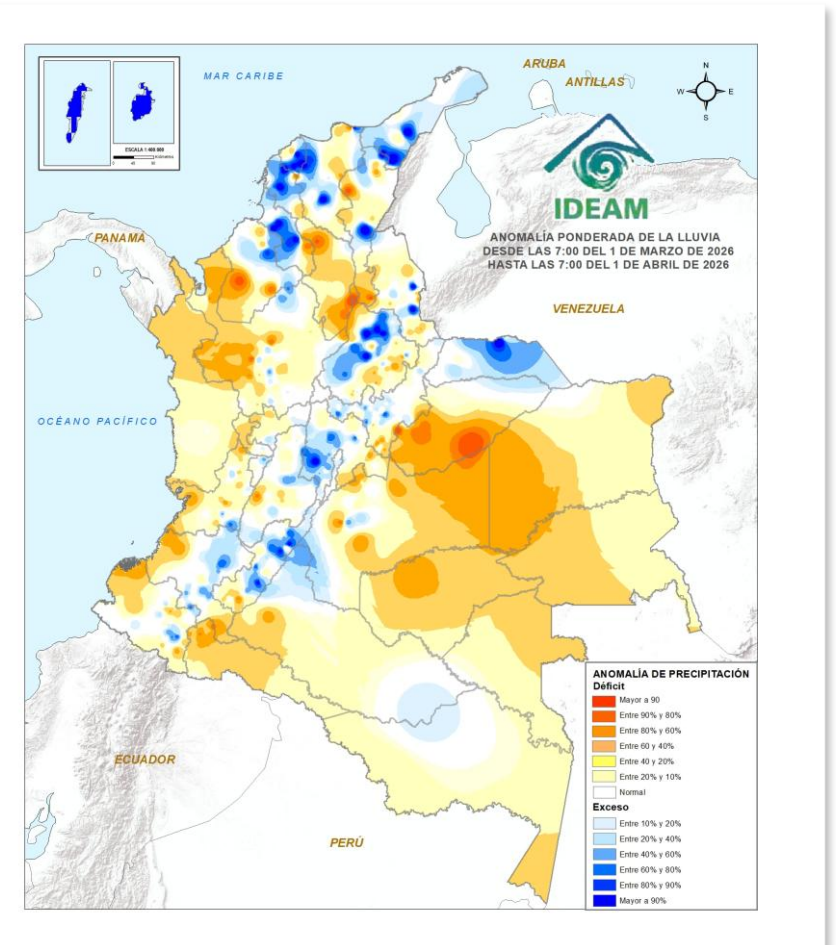 MAR CARIBE
ARUBA
ANTILLAS
N
W
E
S
ESCALA 1:400.000
Kilómetros
IDEAM
PANAMÁ
ANOMALÍA PONDERADA DE LA LLUVIA
DESDE LAS 7:00 DEL 1 DE MARZO DE 2026
HASTA LAS 7:00 DEL 1 DE ABRIL DE 2026
VENEZUELA
OCÉANO PACÍFICO
ECUADOR
PERÚ
ANOMALÍA DE PRECIPITACIÓN
Déficit
Mayor a 90
Entre 90% y 80%
Entre 80% y 60%
Entre 60 y 40%
Entre 40 y 20%
Entre 20% y 10%
Normal
Exceso
Entre 10% y 20%
Entre 20% y 40%
Entre 40% y 60%
Entre 60% y 80%
Entre 80% y 90%
Mayor a 90%